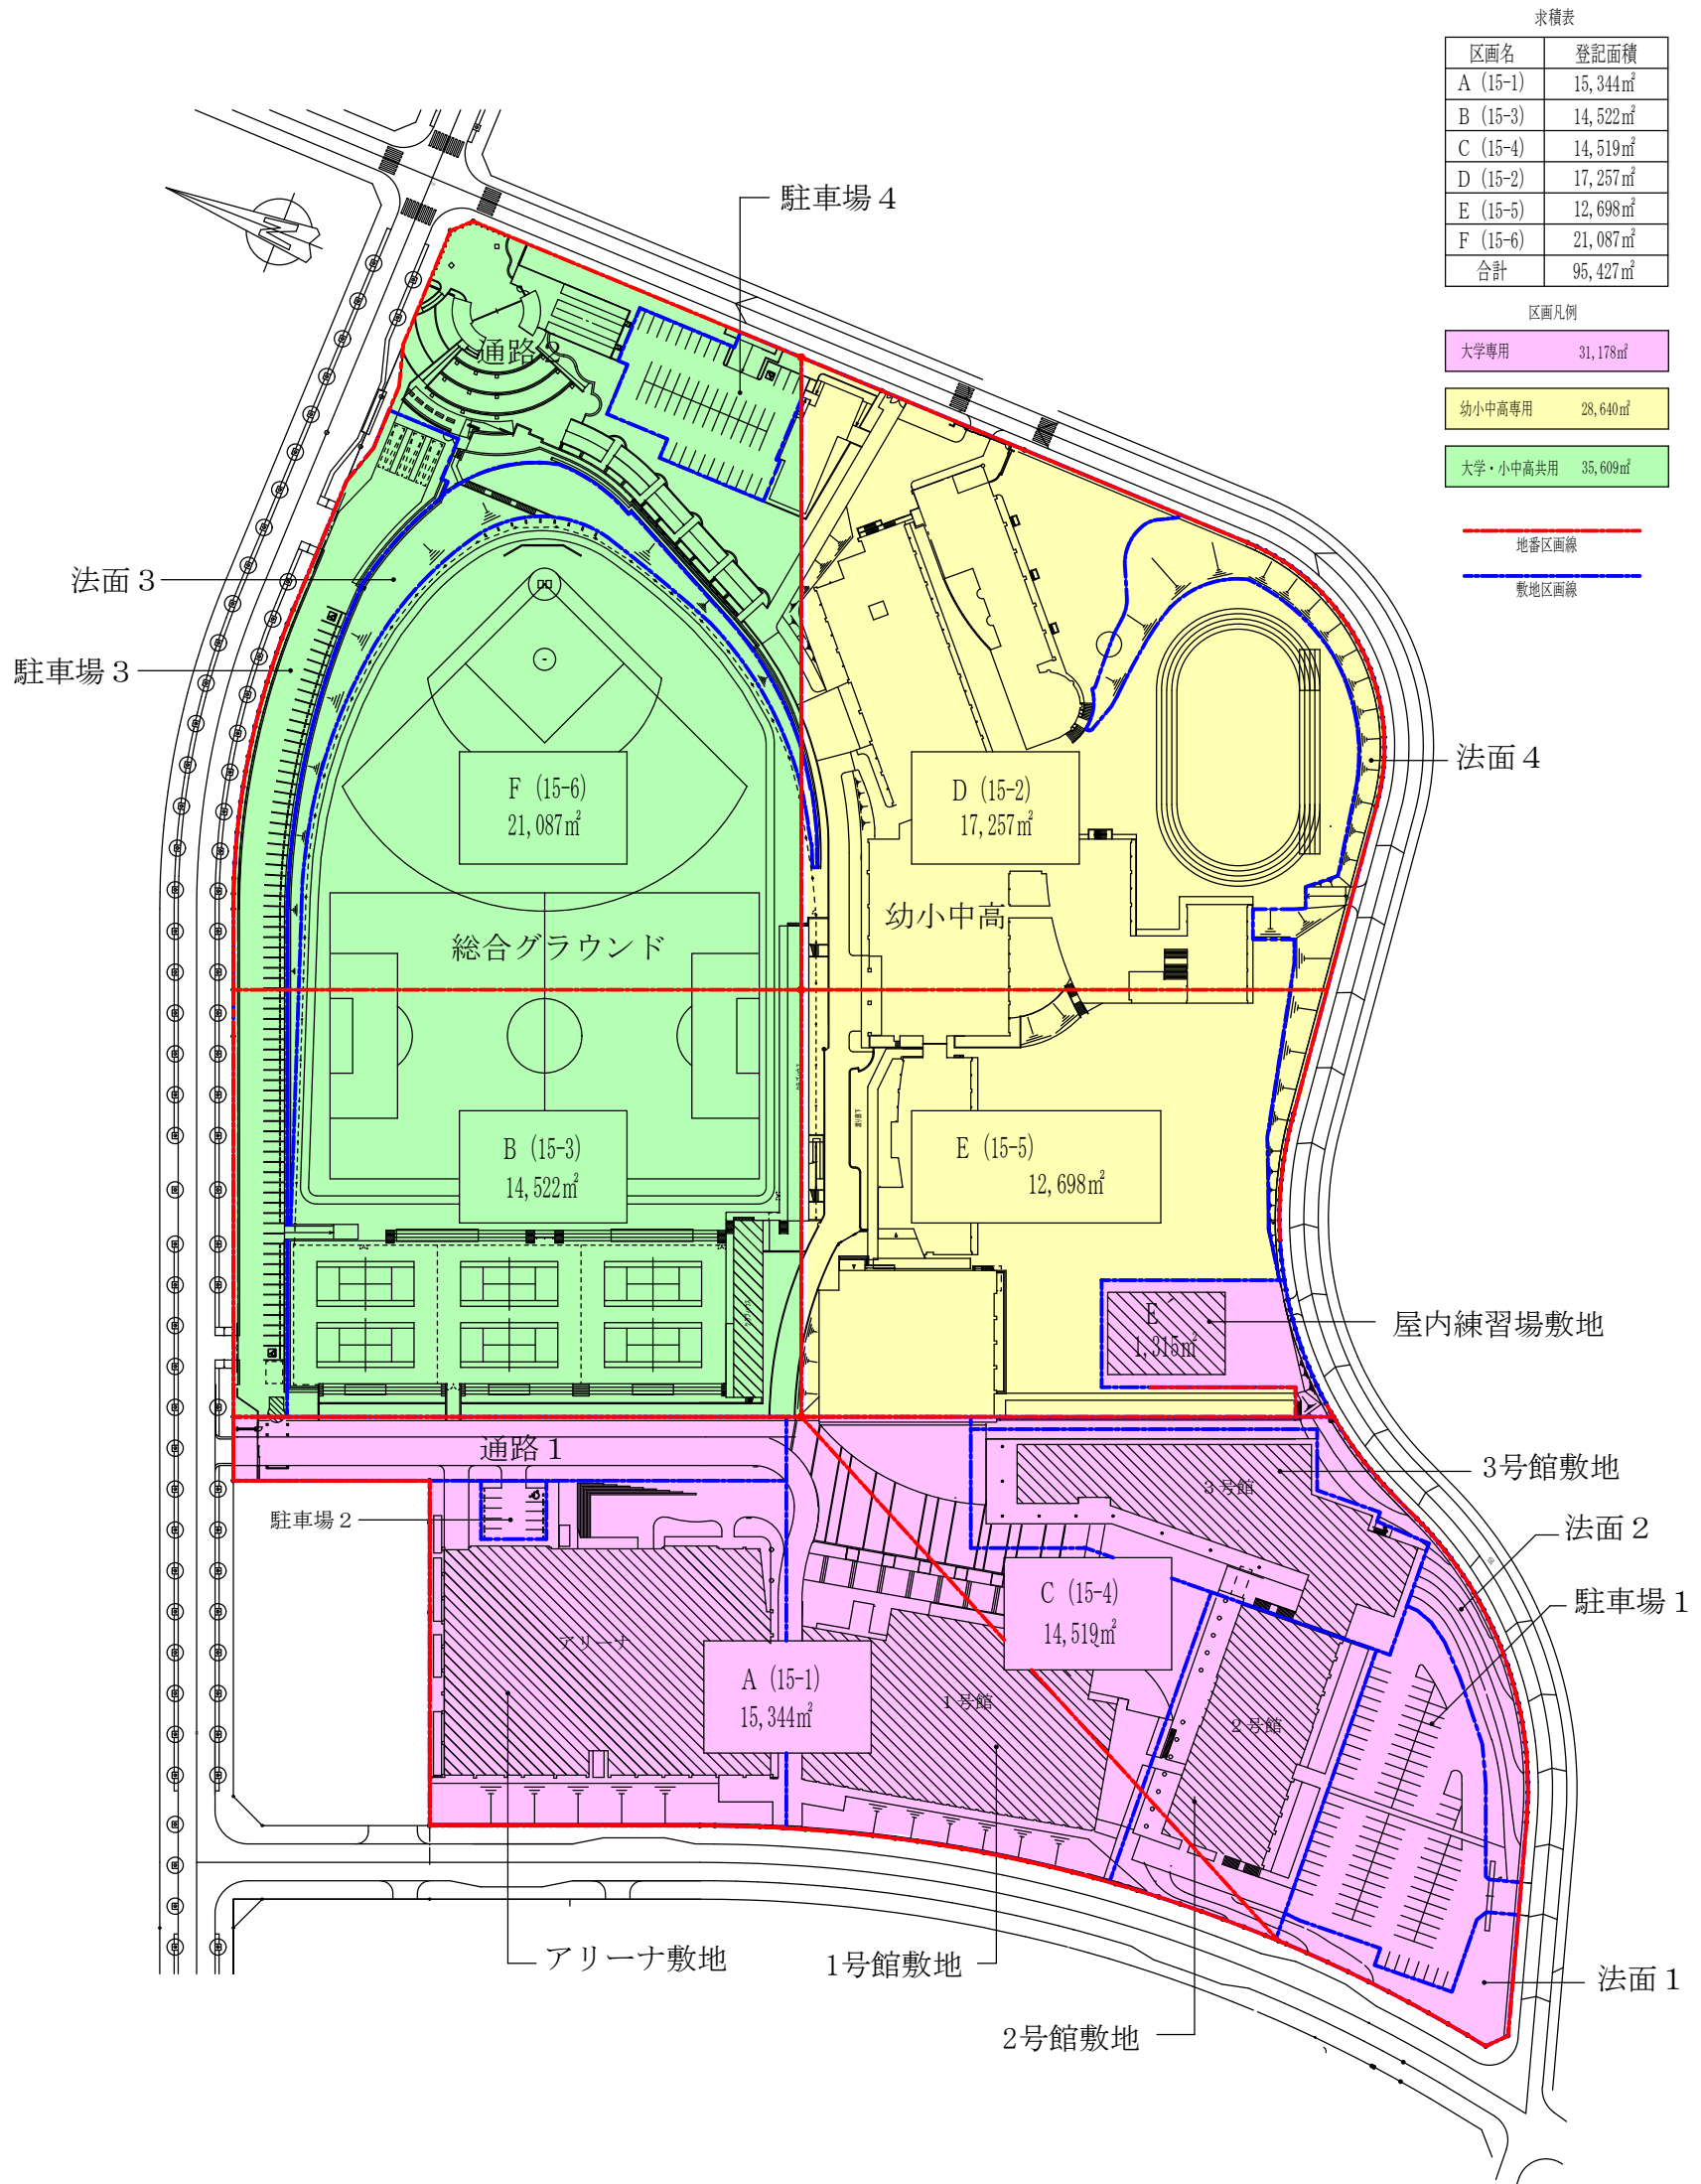 求積表
区画名 登記面積
A (15-1) 15,344㎡
B (15-3) 14,522㎡
C (15-4) 14,519㎡
D (15-2) 17,257㎡
E (15-5) 12,698㎡
F (15-6) 21,087㎡
合計 95,427㎡
区画凡例
大学専用 31,178㎡
幼小中高専用 28,640㎡
大学・小中高共用 35,609㎡
地番区画線
敷地区画線
駐車場４
N
通路
法面３
駐車場３
法面４
F (15-6)
21,087㎡
D (15-2)
17,257㎡
幼小中高
総合グラウンド
B (15-3)
14,522㎡
E (15-5)
12,698㎡
E
1,315㎡
屋内練習場敷地
通路１
3号館敷地
３号館
駐車場２
法面２
C (15-4)
14,519㎡
駐車場１
アリーナ
A (15-1)
15,344㎡
１号館
２号館
アリーナ敷地
1号館敷地
法面１
2号館敷地